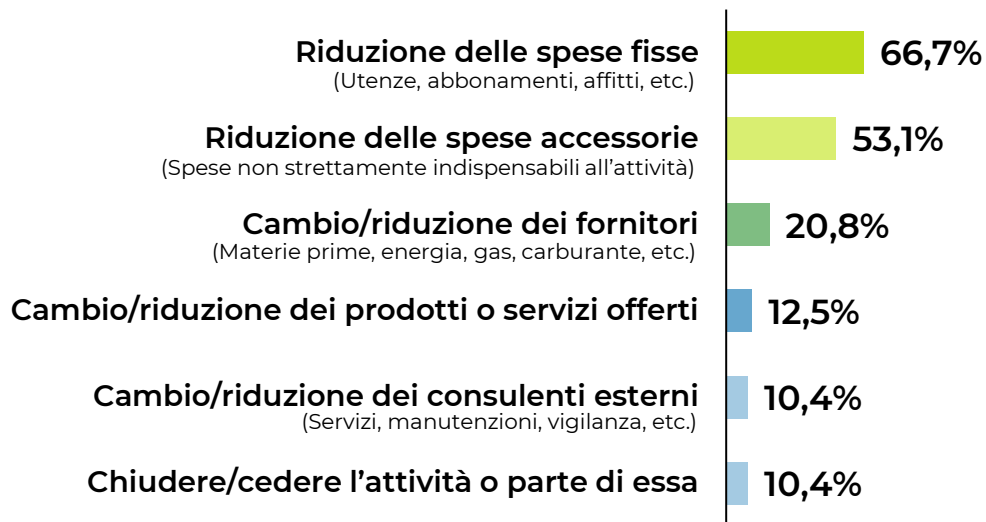 Riduzione delle spese fisse
66,7%
(Utenze, abbonamenti, affitti, etc.)
Riduzione delle spese accessorie
53,1%
(Spese non strettamente indispensabili all'attività)
Cambio/riduzione dei fornitori
20,8%
(Materie prime, energia, gas, carburante, etc.)
Cambio/riduzione dei prodotti o servizi offerti
12,5%
Cambio/riduzione dei consulenti esterni
10,4%
(Servizi, manutenzioni, vigilanza, etc.)
Chiudere/cedere l'attività o parte di essa
10,4%